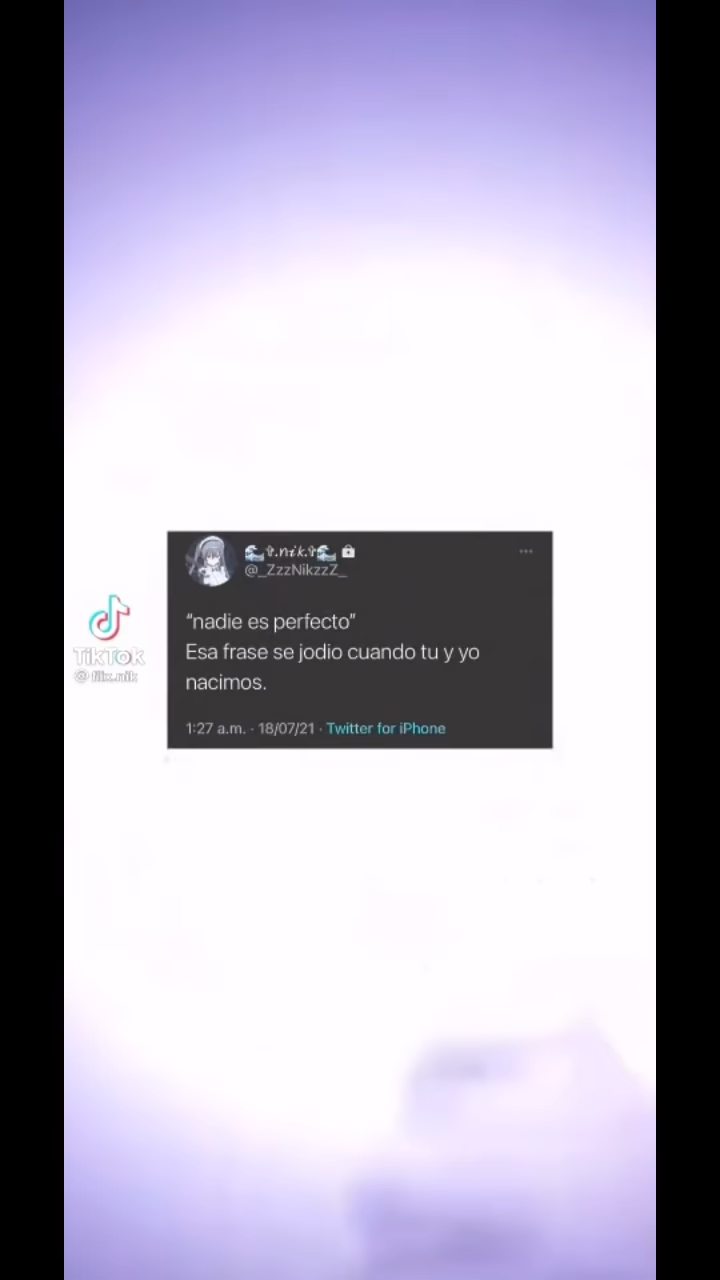 🌊✞.𝓷𝓲𝓴.✞🌊
@_ZzzNikzzZ_
“nadie es perfecto”
Esa frase se jodio cuando tu y yo
nacimos.
1:27 a.m. · 18/07/21 · Twitter for iPhone
TikTok